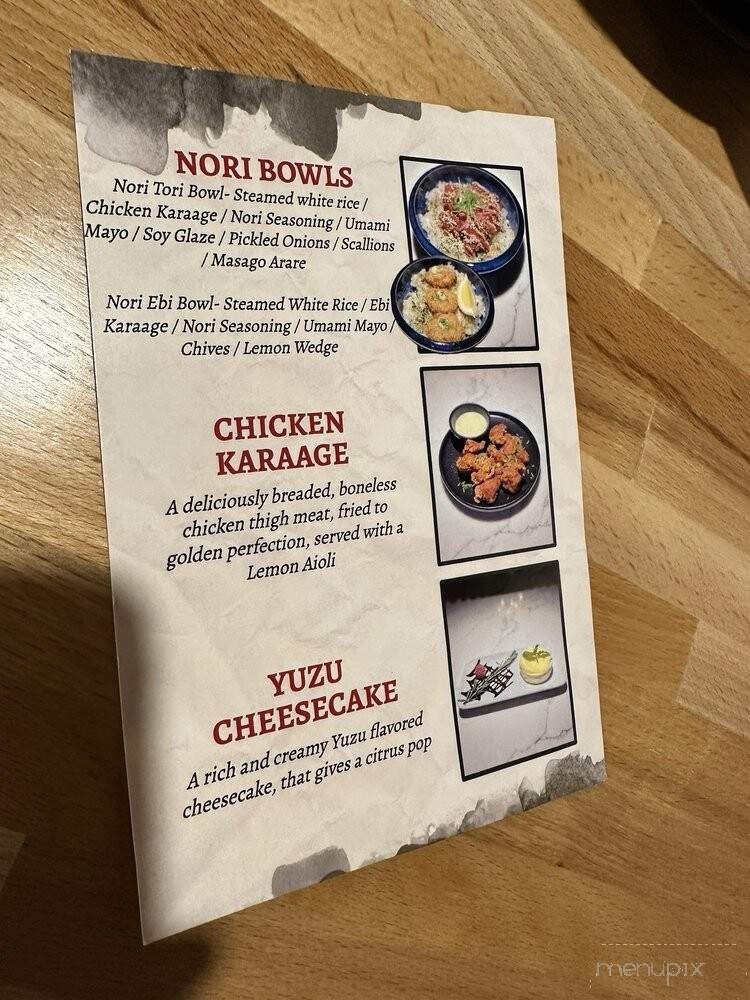 NORI BOWLS
Nori Tori Bowl- Steamed white rice /
Chicken Karaage / Nori Seasoning / Umami
Mayo / Soy Glaze / Pickled Onions / Scallions
/ Masago Arare
Nori Ebi Bowl- Steamed White Rice / Ebi
Karaage / Nori Seasoning / Umami Mayo /
Chives / Lemon Wedge
CHICKEN
KARAAGE
A deliciously breaded, boneless
chicken thigh meat, fried to
golden perfection, served with a
Lemon Aioli
YUZU
CHEESECAKE
A rich and creamy Yuzu flavored
cheesecake, that gives a citrus pop
menupix